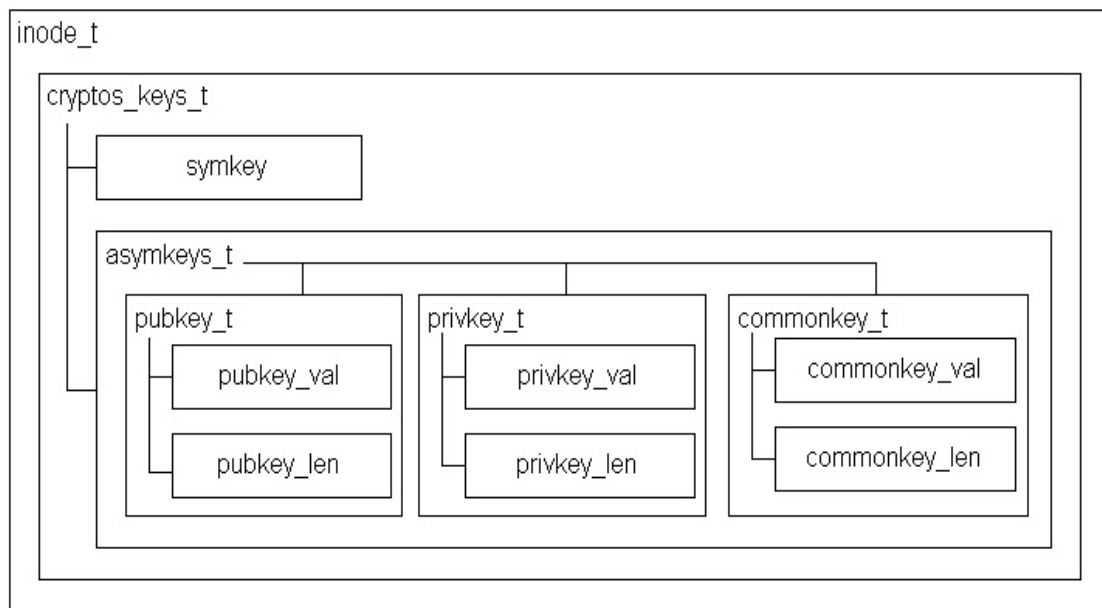 inode_t
cryptos_keys_t
symkey
asymkeys_t
pubkey_t
pubkey_val
pubkey_len
privkey_t
privkey_val
privkey_len
commonkey_t
commonkey_val
commonkey_len